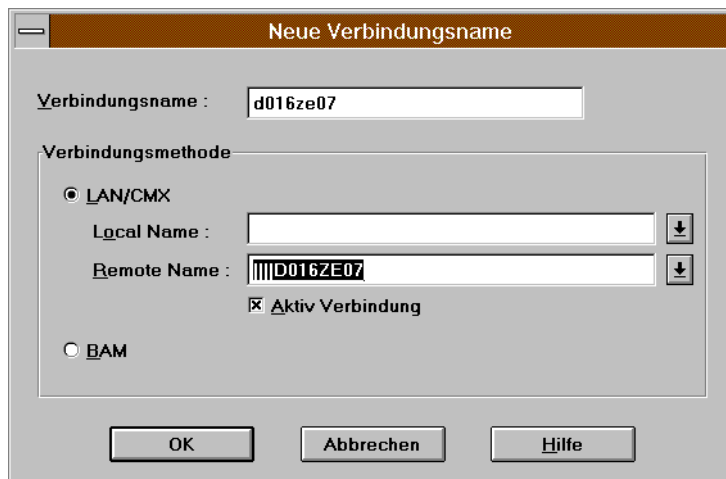 Neue Verbindungsname
Verbindungsname :
d016ze07
Verbindungsmethode
LAN/CMX
Local Name :
Remote Name :
||||D016ZE07
Aktiv Verbindung
BAM
OK
Abbrechen
Hilfe